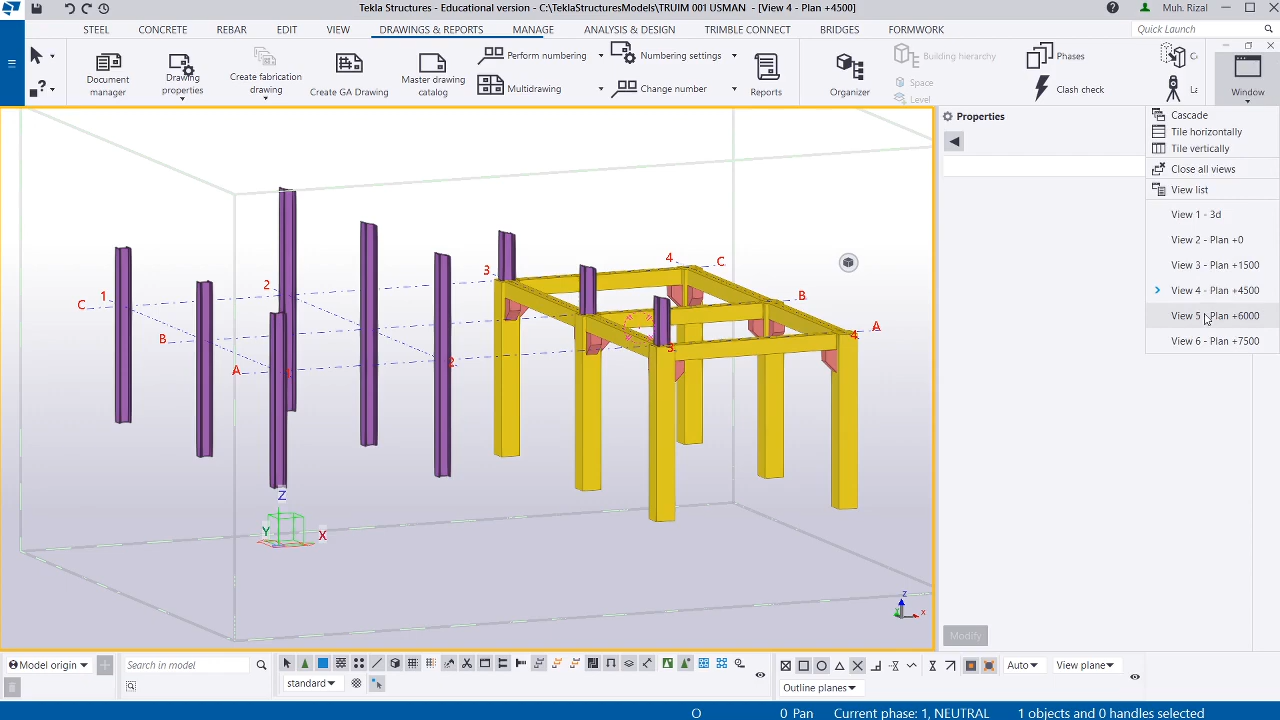 Tekla Structures - Educational version - C:\TeklaStructuresModels\TRUIM 001
MAN - [View 4 - Plan +4500]
Muh. Rizal
STEEL CONCRETE REBAR EDIT VIEW DRAWINGS & REPORTS MANAGE ANALYSIS & DESIGN TRIMBLE CONNECT BRIDGES FORMWORK
Quick Launch
Document manager
Drawing properties
Create fabrication drawing
Create GA Drawing
Master drawing catalog
Perform numbering
Multidrawing
Numbering series
Change number
Reports
Organizer
Building hierarchy
Space
Level
Phases
Clash check
Window
Properties
Cascade
Tile horizontally
Tile vertically
Close all views
View list
View 1 - 3d
View 2 - Plan +0
View 3 - Plan +1500
View 4 - Plan +4500
View 5 - Plan +6000
View 6 - Plan +7500
C 1
2
3
4 C
B
B
A
A
4
1
2
3
Z
Y
X
Z
Y
x
Modify
Model origin
Search in model
standard
Auto
View plane
Outline planes
O
0 Pan
Current phase: 1, NEUTRAL
1 objects and 0 handles selected